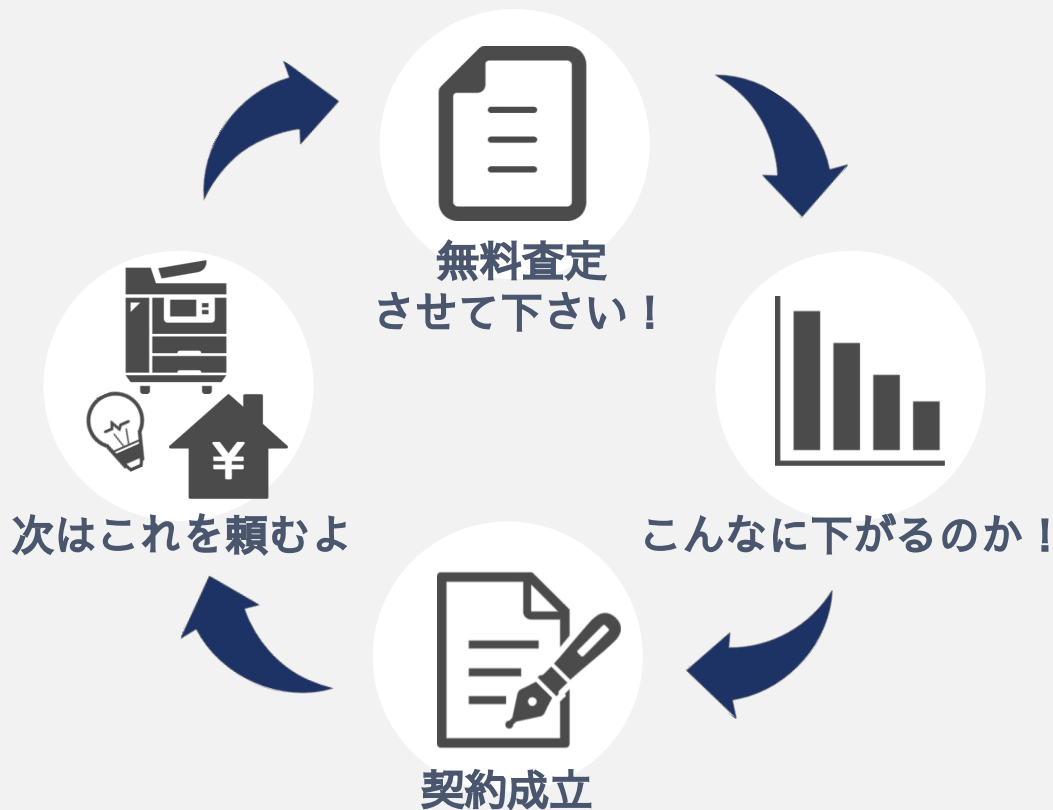 無料査定
させて下さい！
¥
次はこれを頼むよ
こんなに下がるのか！
契約成立